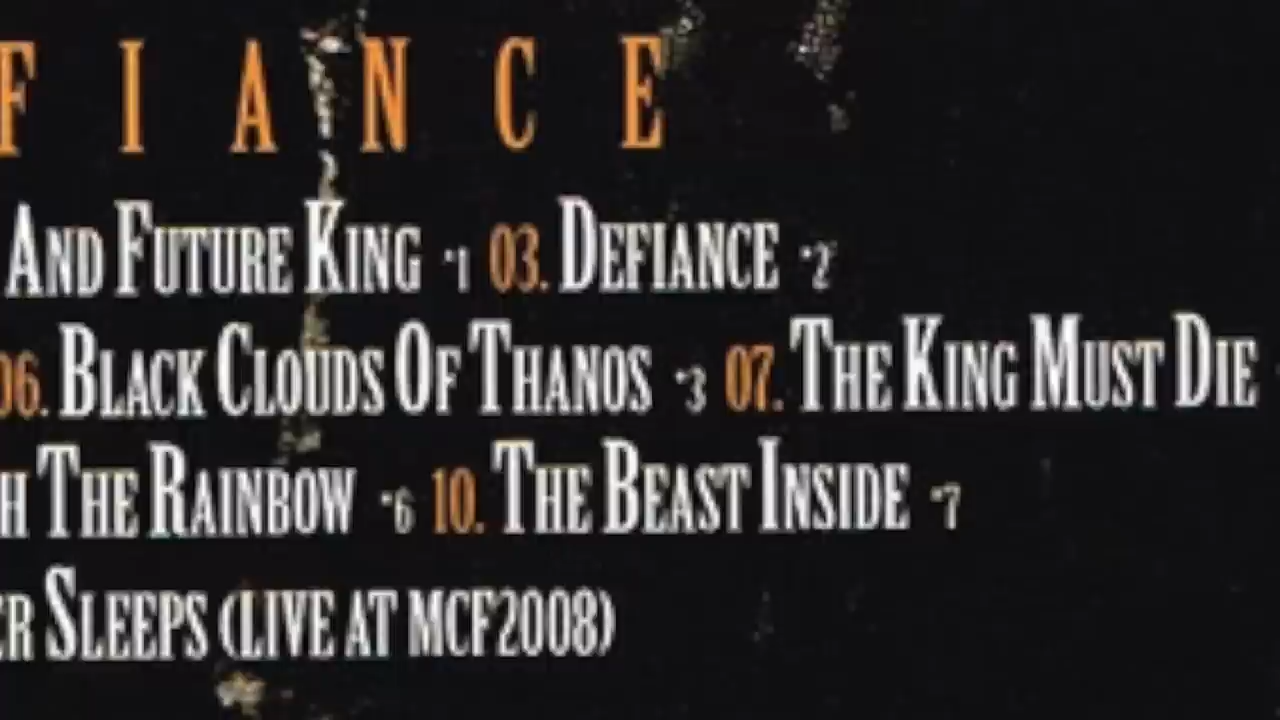 F I A N C E
And Future King *1 03. Defiance *2
06. Black Clouds Of Thanos *3 07. The King Must Die
The Rainbow *6 10. The Beast Inside *7
Sleeps (Live at MCF2008)